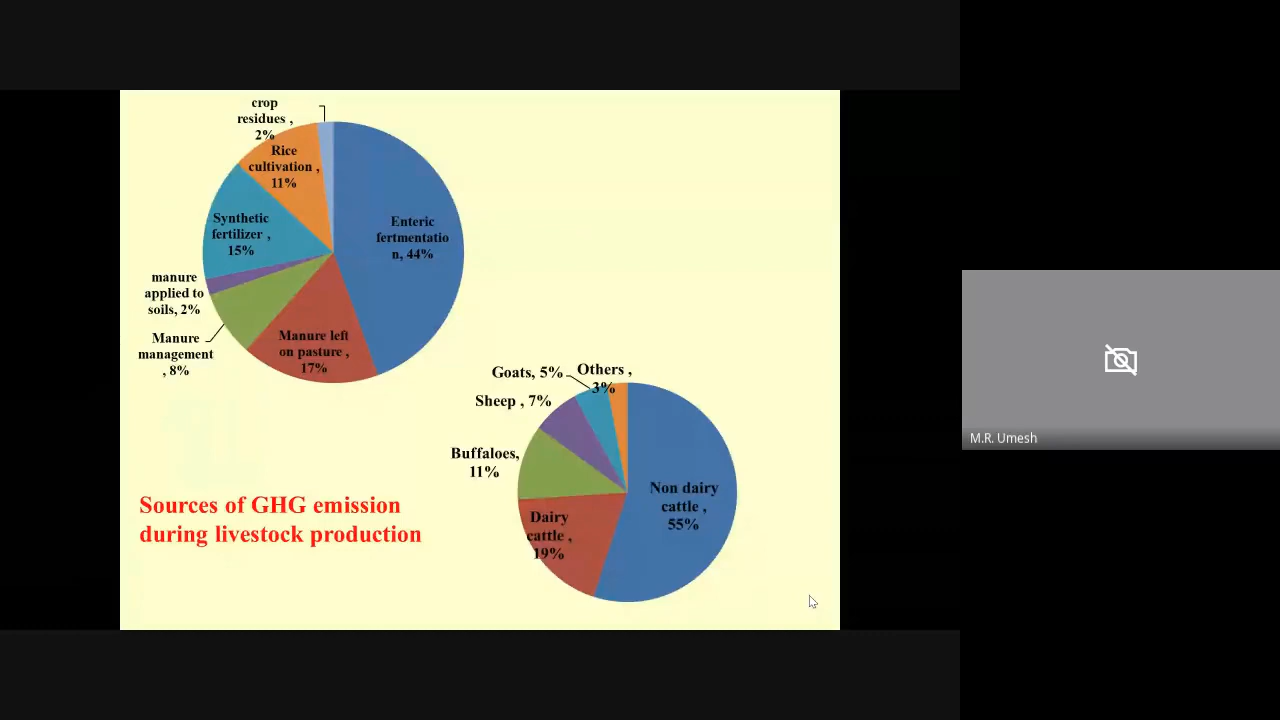 crop
residues ,
2%
Rice
cultivation ,
11%
Enteric
fertmentatio
n, 44%
Synthetic
fertilizer ,
15%
manure
applied to
soils, 2%
Manure
management
, 8%
Manure left
on pasture ,
17%
Goats, 5%
Others ,
3%
Sheep , 7%
Buffaloes,
11%
Non dairy
cattle ,
55%
Dairy
cattle ,
19%
Sources of GHG emission
during livestock production
M.R. Umesh